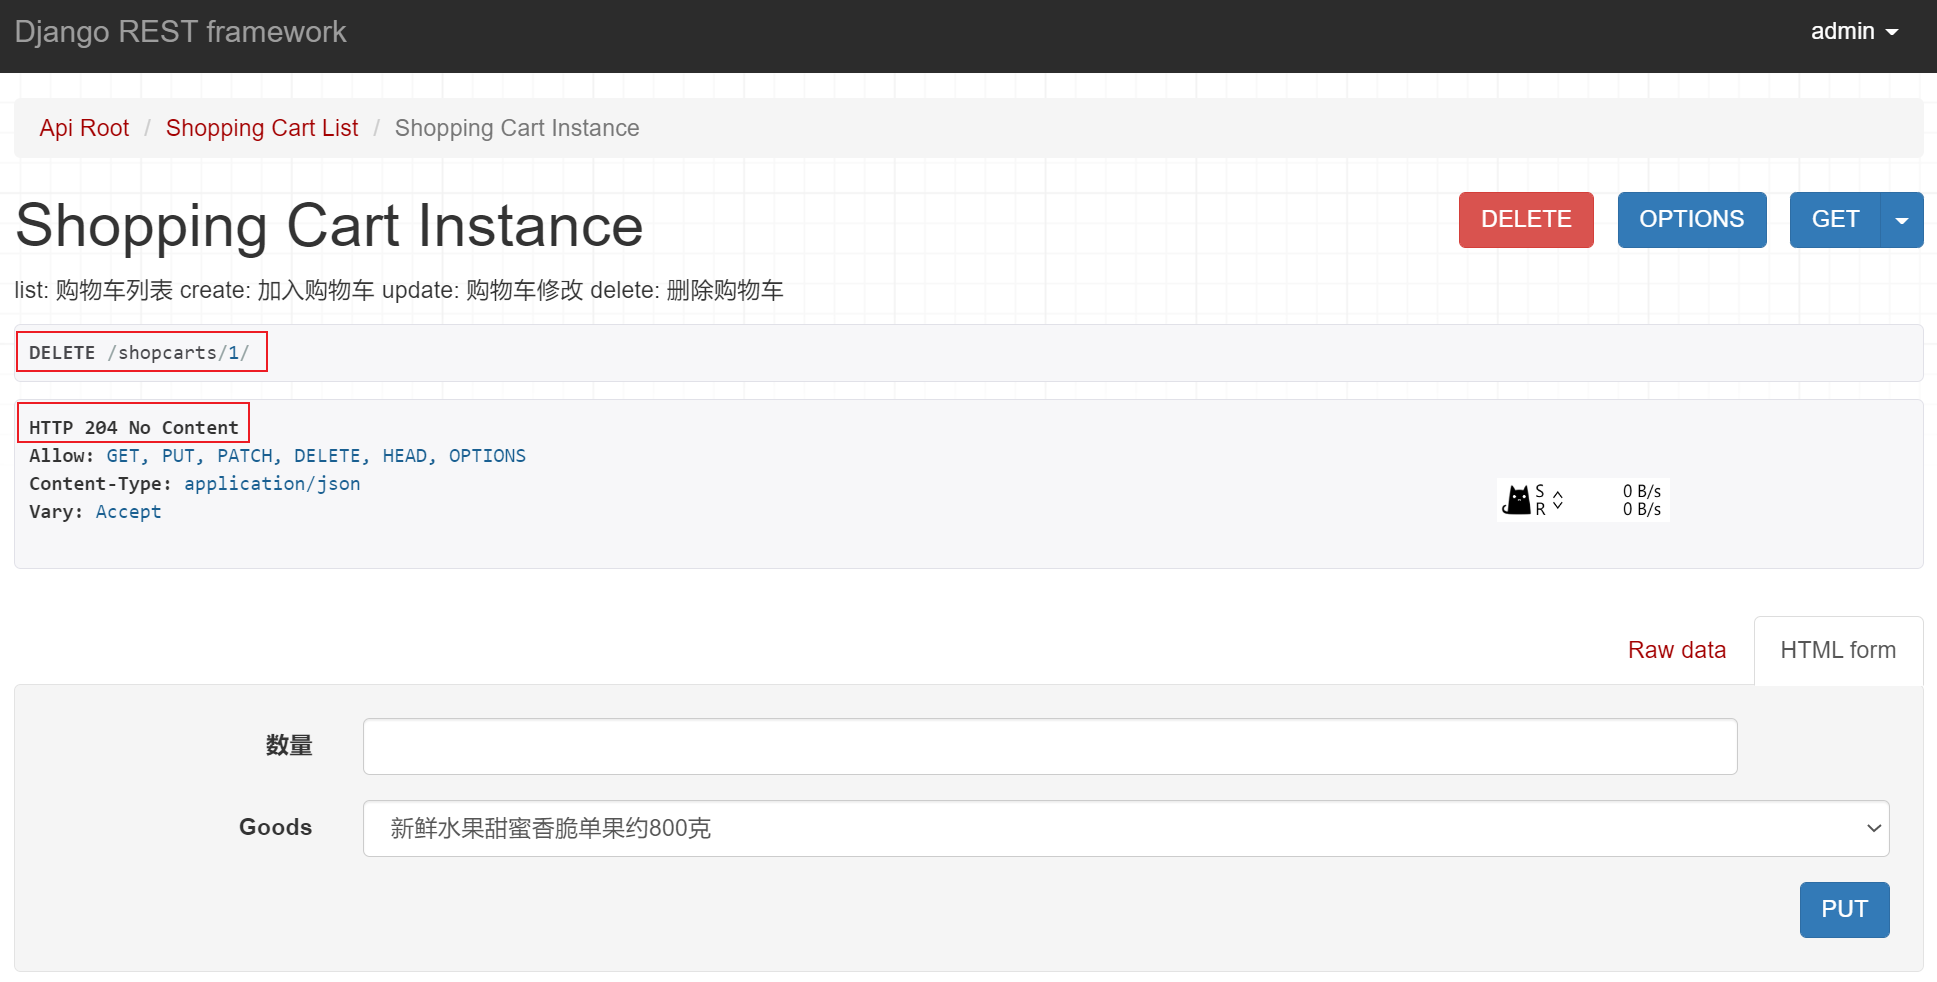 Django REST framework
admin
Api Root / Shopping Cart List / Shopping Cart Instance
Shopping Cart Instance
DELETE
OPTIONS
GET
list: 购物车列表 create: 加入购物车 update: 购物车修改 delete: 删除购物车
DELETE /shopcarts/1/
HTTP 204 No Content
Allow: GET, PUT, PATCH, DELETE, HEAD, OPTIONS
Content-Type: application/json
Vary: Accept
S 0 B/s
R 0 B/s
Raw data
HTML form
数量
Goods
新鲜水果甜蜜香脆单果约800克
PUT